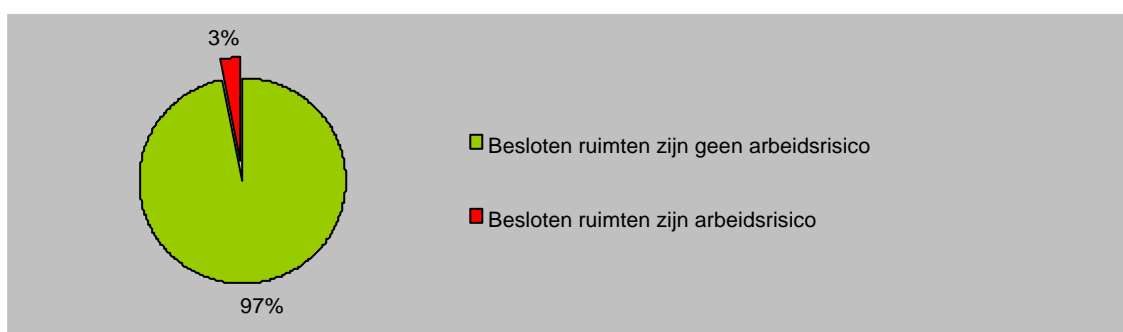 3%
Besloten ruimten zijn geen arbeidsrisico
Besloten ruimten zijn arbeidsrisico
97%